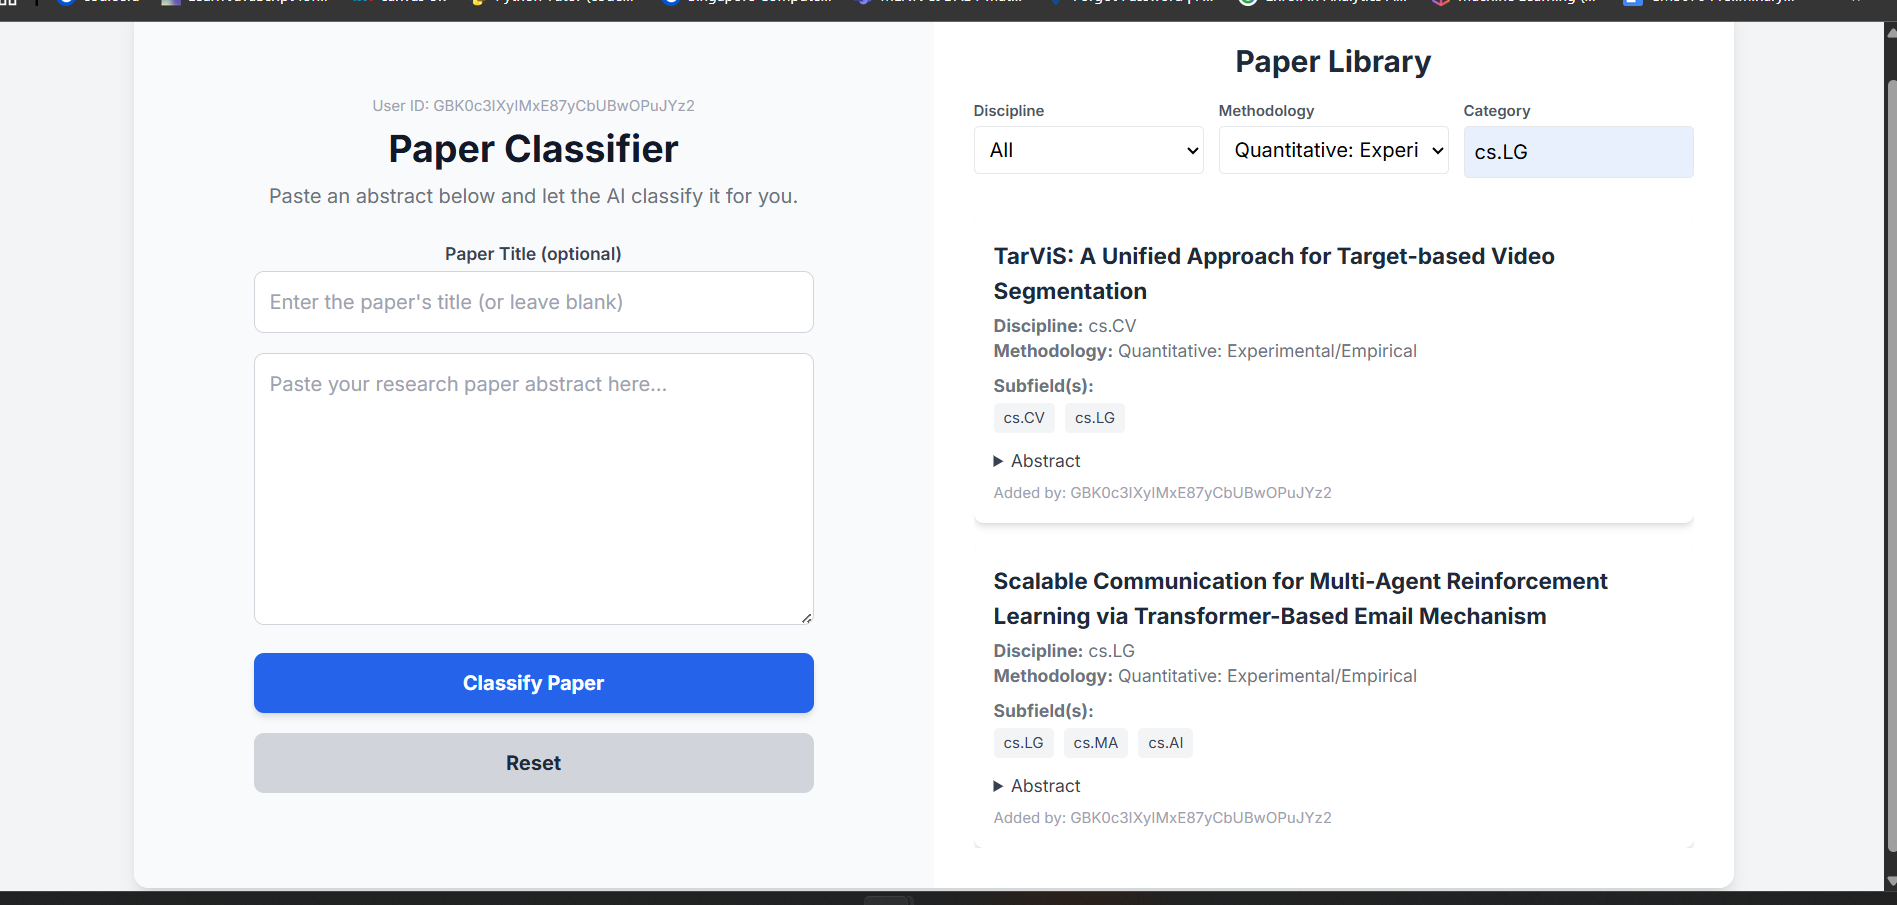 User ID: GBK0c3IXyIMxE87yCbUBwOPuJYz2
Paper Classifier
Paste an abstract below and let the AI classify it for you.
Paper Title (optional)
Enter the paper's title (or leave blank)
Paste your research paper abstract here...
Classify Paper
Reset
Paper Library
Discipline
Methodology
Category
All
Quantitative: Experi
cs.LG
TarViS: A Unified Approach for Target-based Video
Segmentation
Discipline: cs.CV
Methodology: Quantitative: Experimental/Empirical
Subfield(s):
cs.CV cs.LG
Abstract
Added by: GBK0c3IXyIMxE87yCbUBwOPuJYz2
Scalable Communication for Multi-Agent Reinforcement
Learning via Transformer-Based Email Mechanism
Discipline: cs.LG
Methodology: Quantitative: Experimental/Empirical
Subfield(s):
cs.LG cs.MA cs.AI
Abstract
Added by: GBK0c3IXyIMxE87yCbUBwOPuJYz2